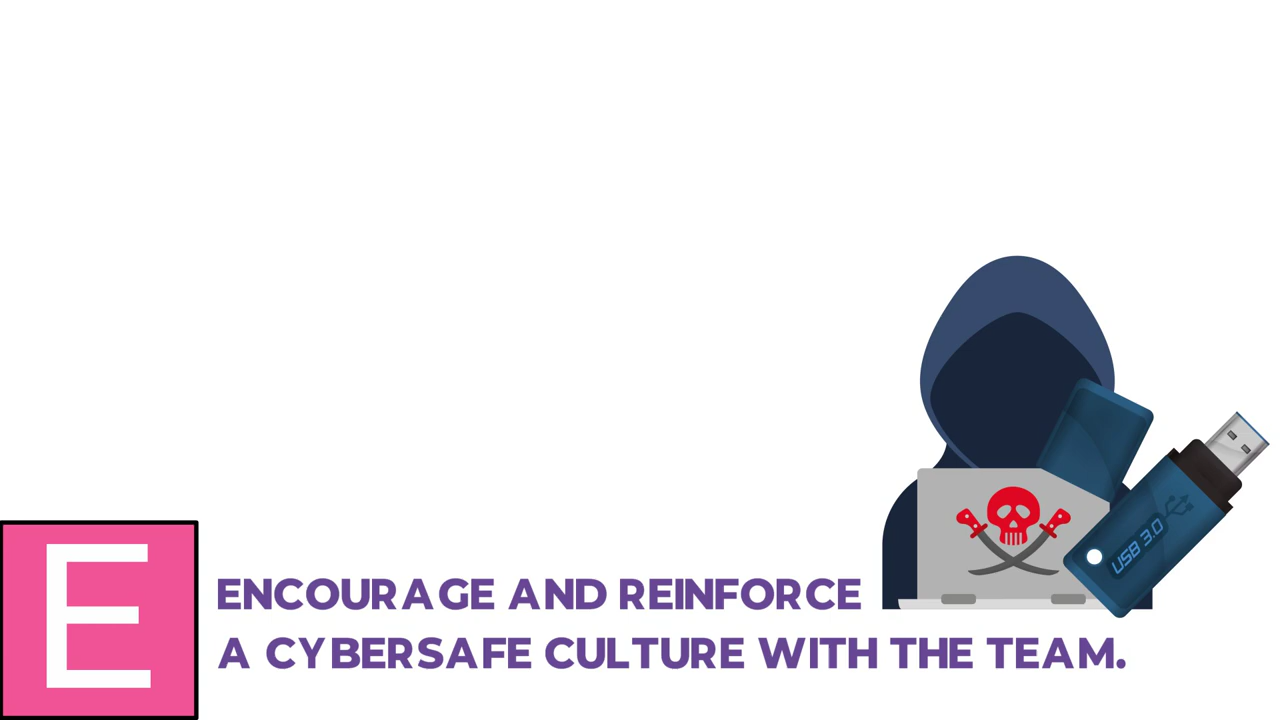 USB 3.0
E
ENCOURAGE AND REINFORCE
A CYBERSAFE CULTURE WITH THE TEAM.